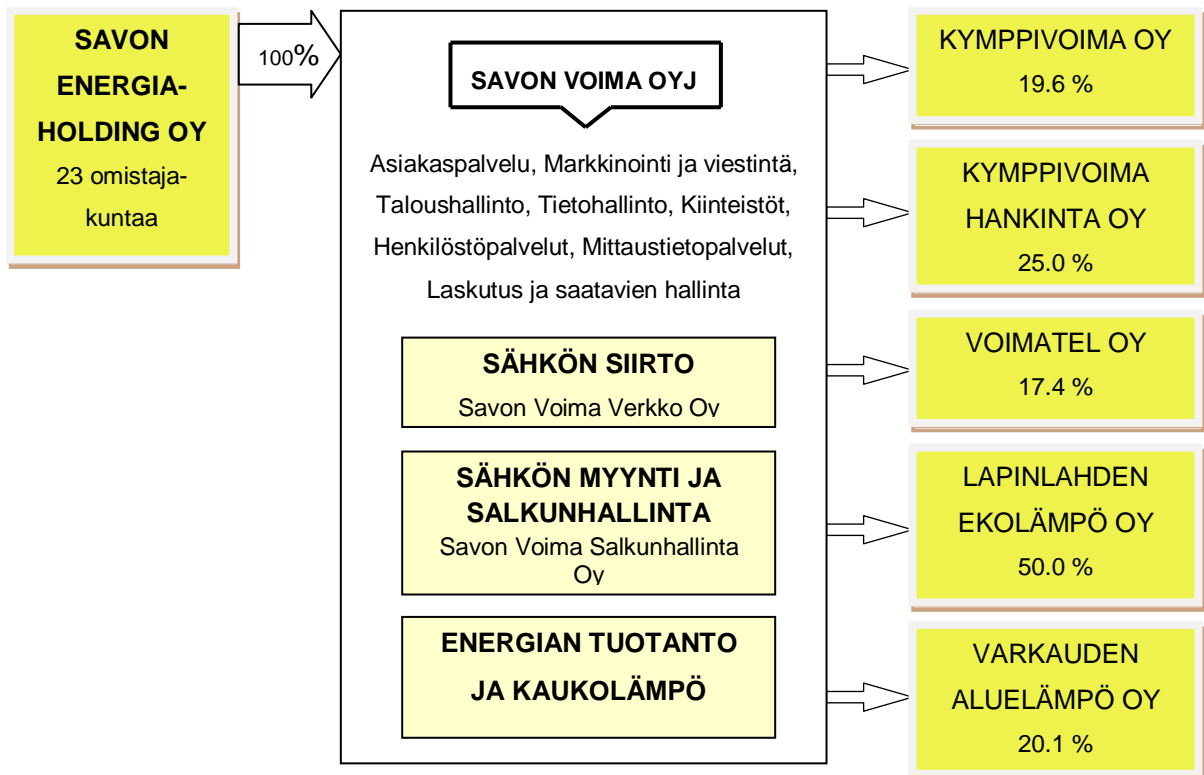 SAVON
ENERGIA-
HOLDING OY
23 omistaja-
kuntaa
100%
SAVON VOIMA OYJ
Asiakaspalvelu, Markkinointi ja viestintä,
Taloushallinto, Tietohallinto, Kiinteistöt,
Henkilöstöpalvelut, Mittaustietopalvelut,
Laskutus ja saatavien hallinta
SÄHKÖN SIIRTO
Savon Voima Verkko Oy
SÄHKÖN MYYNTI JA
SALKUNHALLINTA
Savon Voima Salkunhallinta
Oy
ENERGIAN TUOTANTO
JA KAUKOLÄMPÖ
KYMPPIVOIMA OY
19.6 %
KYMPPIVOIMA
HANKINTA OY
25.0 %
VOIMATEL OY
17.4 %
LAPINLAHDEN
EKOLÄMPÖ OY
50.0 %
VARKAUDEN
ALUELÄMPÖ OY
20.1 %